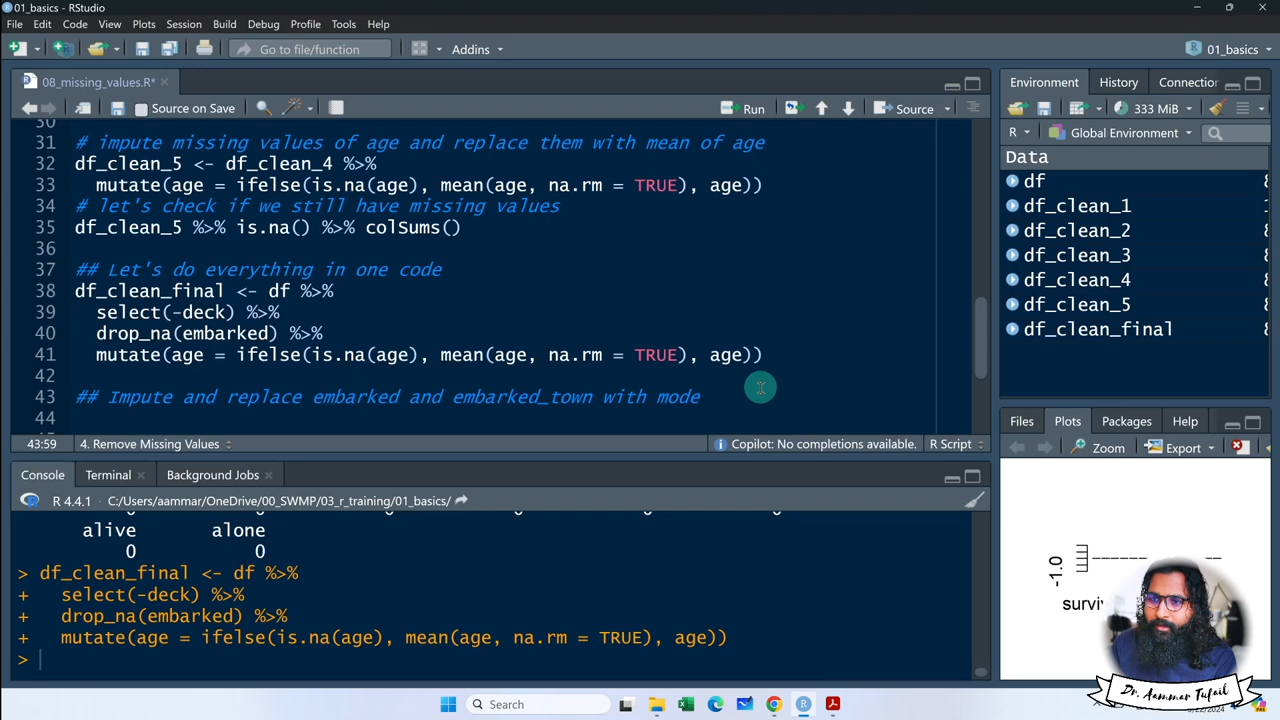 01_basics - RStudio
File Edit Code View Plots Session Build Debug Profile Tools Help
Go to file/function Addins 01_basics
08_missing_values.R*
Source on Save Run Source
30
31 # impute missing values of age and replace them with mean of age
32 df_clean_5 <- df_clean_4 %>%
33 mutate(age = ifelse(is.na(age), mean(age, na.rm = TRUE), age))
34 # let's check if we still have missing values
35 df_clean_5 %>% is.na() %>% colSums()
36
37 ## Let's do everything in one code
38 df_clean_final <- df %>%
39 select(-deck) %>%
40 drop_na(embarked) %>%
41 mutate(age = ifelse(is.na(age), mean(age, na.rm = TRUE), age))
42
43 ## Impute and replace embarked and embarked_town with mode
44
43:59 4. Remove Missing Values Copilot: No completions available. R Script
Console Terminal Background Jobs
R 4.4.1 · C:/Users/aammar/OneDrive/00_SWMP/03_r_training/01_basics/
alive alone
0 0
> df_clean_final <- df %>%
+ select(-deck) %>%
+ drop_na(embarked) %>%
+ mutate(age = ifelse(is.na(age), mean(age, na.rm = TRUE), age))
>
Environment History Connection
333 MiB
R Global Environment
Data
df
df_clean_1
df_clean_2
df_clean_3
df_clean_4
df_clean_5
df_clean_final
Files Plots Packages Help
Zoom Export
-1.0
surviv
Search
Dr. Aammar Tufail